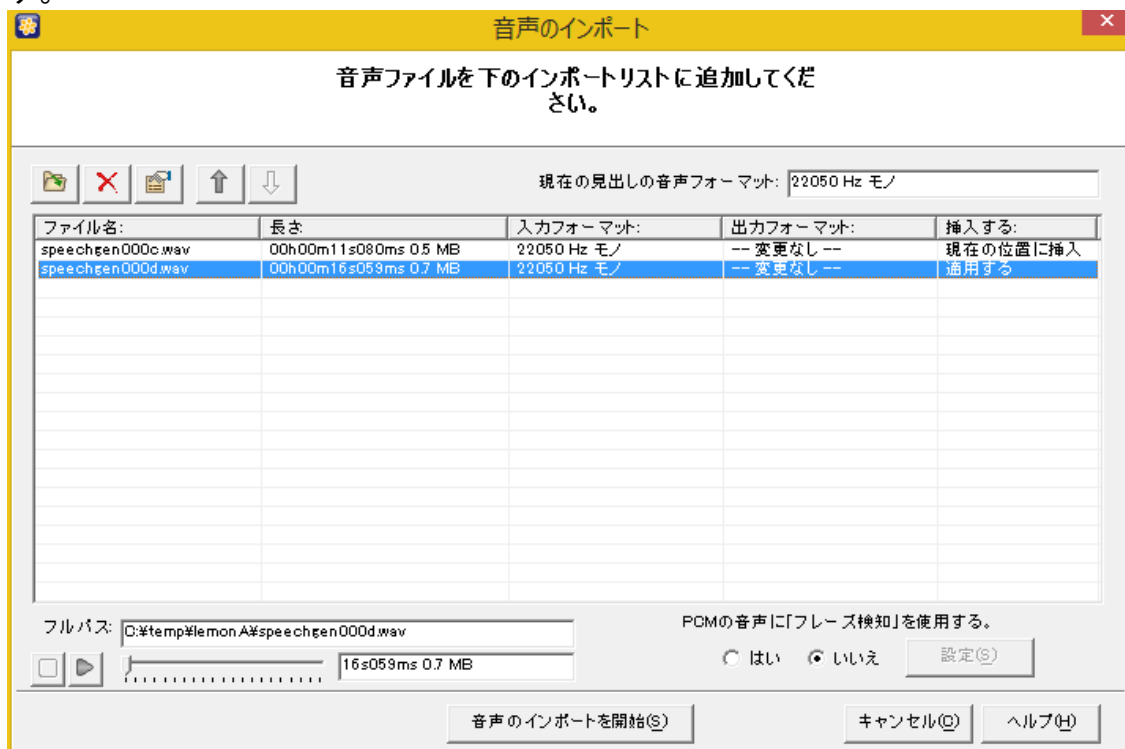 す。
音声のインポート
音声ファイルを下のインポートリストに追加してくだ
さい。
現在の見出しの音声フォーマット: 22050 Hz モノ
ファイル名: 長さ: 入力フォーマット: 出力フォーマット: 挿入する:
speechgen000c.wav 00h00m11s080ms 0.5 MB 22050 Hz モノ -- 変更なし -- 現在の位置に挿入
speechgen000d.wav 00h00m16s059ms 0.7 MB 22050 Hz モノ -- 変更なし -- 適用する
フルパス: C:¥temp¥lemon A¥speechgen000d.wav
PCMの音声に「フレーズ検知」を使用する。
16s059ms 0.7 MB
はい いいえ 設定(S)
音声のインポートを開始(S) キャンセル(C) ヘルプ(H)